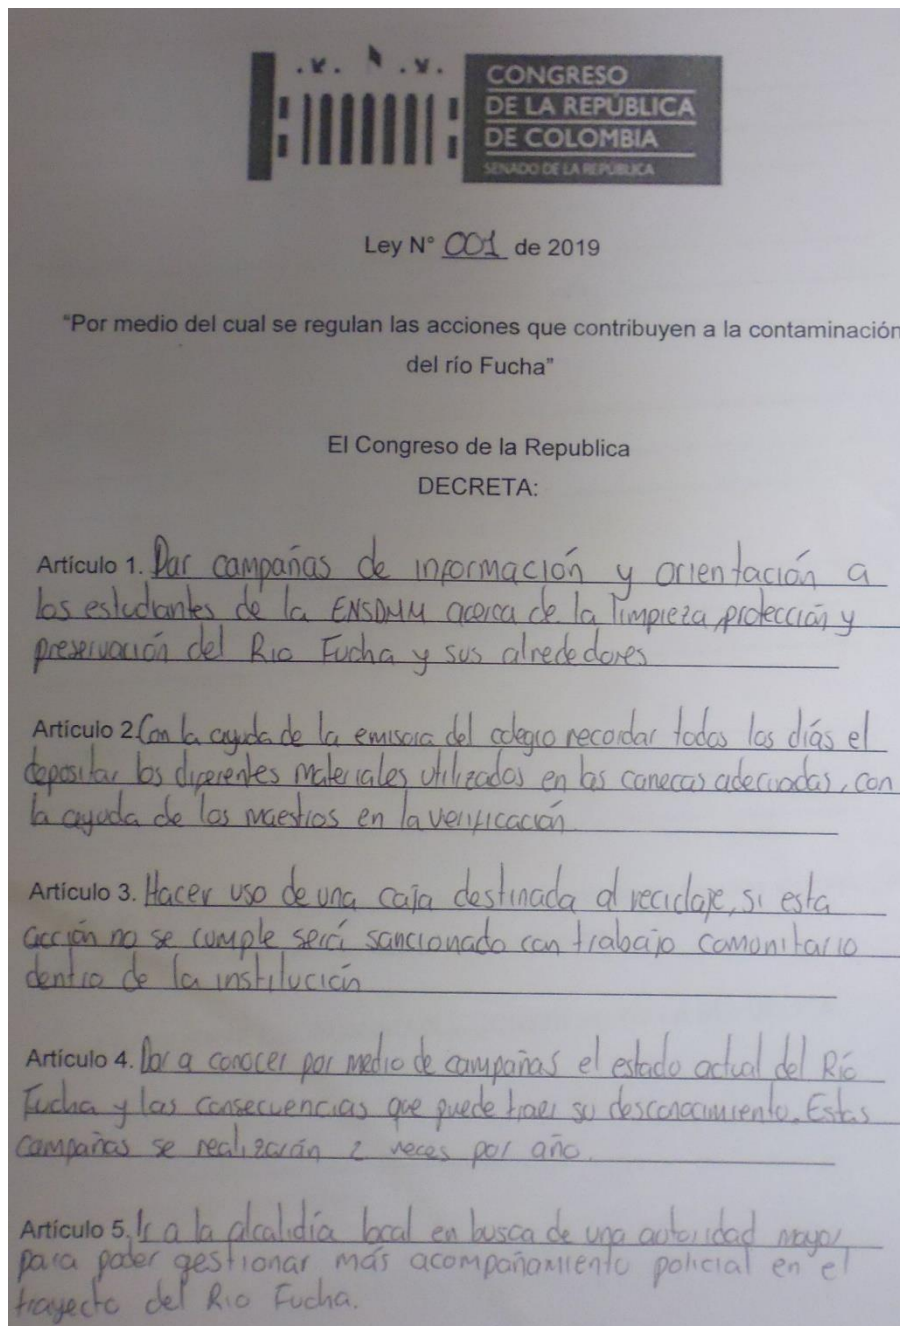 CONGRESO
DE LA REPÚBLICA
DE COLOMBIA
SENADO DE LA REPÚBLICA
Ley N° 001 de 2019
"Por medio del cual se regulan las acciones que contribuyen a la contaminación
del río Fucha"
El Congreso de la Republica
DECRETA:
Artículo 1. Dar campañas de información y orientación a
los estudiantes de la ENSDMM acerca de la limpieza, protección y
preservación del Rio Fucha y sus alrededores
Artículo 2. Con la ayuda de la emisora del colegio recordar todos los días el
depositar los diferentes materiales utilizados en las canecas adecuadas, con
la ayuda de los maestros en la verificación
Artículo 3. Hacer uso de una caja destinada al reciclaje, si esta
acción no se cumple será sancionado con trabajo comunitario
dentro de la institución
Artículo 4. Dar a conocer por medio de campañas el estado actual del Río
Fucha y las consecuencias que puede traer su desconocimiento. Estas
campañas se realizarán 2 veces por año.
Artículo 5. Ir a la alcaldía local en busca de una autoridad mayor
para poder gestionar más acompañamiento policial en el
trayecto del Rio Fucha.